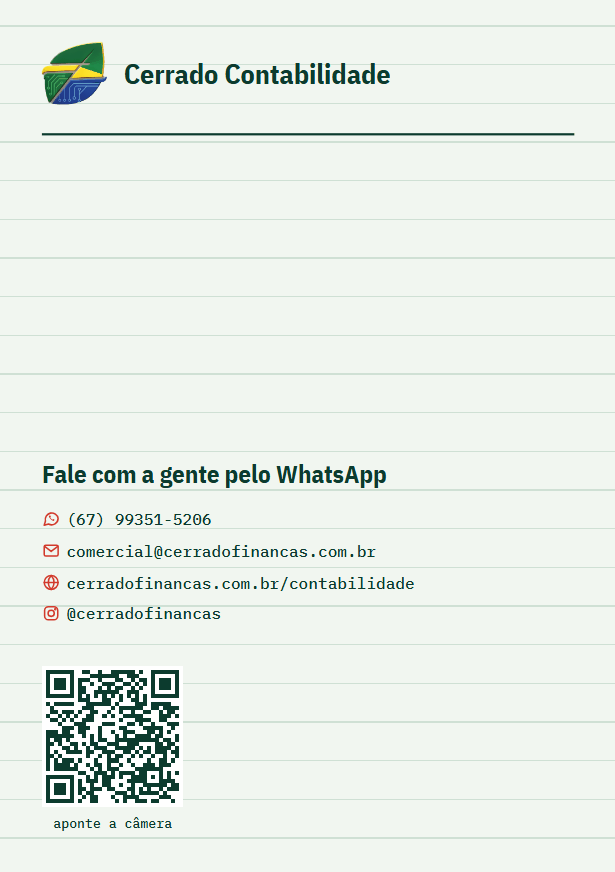 Cerrado Contabilidade
Fale com a gente pelo WhatsApp
(67) 99351-5206
comercial@cerradofinancas.com.br
cerradofinancas.com.br/contabilidade
@cerradofinancas
aponte a câmera